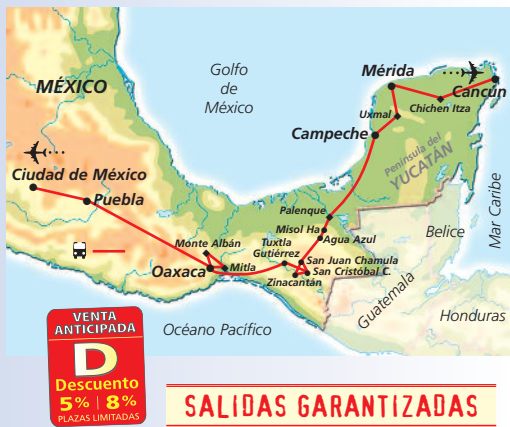 Golfo
de
México
MÉXICO
Mérida
Cancún
Chichen Itza
Uxmal
Campeche
Península del
YUCATÁN
Ciudad de México
Puebla
Palenque
Misol Ha
Agua Azul
Monte Albán
Tuxtla
Gutiérrez
San Juan Chamula
San Cristóbal C.
Zinacantán
Oaxaca
Mitla
Mar Caribe
Belice
Guatemala
Honduras
Océano Pacífico
VENTA
ANTICIPADA
D
Descuento
5% | 8%
PLAZAS LIMITADAS
SALIDAS GARANTIZADAS